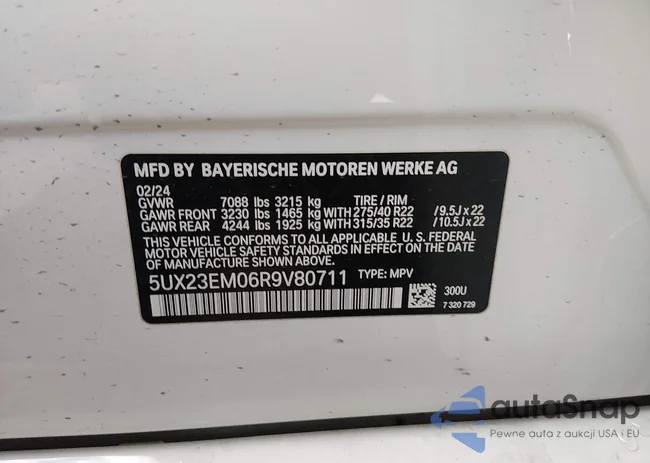 MFD BY BAYERISCHE MOTOREN WERKE AG
02/24
GVWR 7088 lbs 3215 kg TIRE / RIM
GAWR FRONT 3230 lbs 1465 kg WITH 275/40 R22 / 9.5J x 22
GAWR REAR 4244 lbs 1925 kg WITH 315/35 R22 / 10.5J x 22
THIS VEHICLE CONFORMS TO ALL APPLICABLE U. S. FEDERAL
MOTOR VEHICLE SAFETY STANDARDS IN EFFECT ON THE DATE OF
MANUFACTURE SHOWN ABOVE.
5UX23EM06R9V80711 TYPE: MPV
300U
7 320 729
autoSnap
Pewne auta z aukcji USA i EU